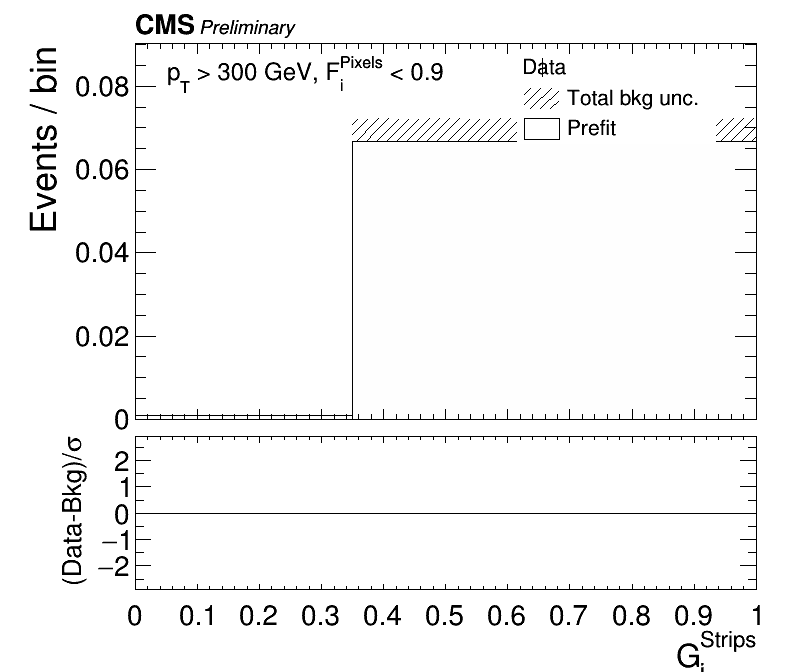 CMS Preliminary
Events / bin
p_T > 300 GeV, F_i^Pixels < 0.9
Data
Total bkg unc.
Prefit
0.08
0.06
0.04
0.02
0
(Data-Bkg)/σ
2
1
0
−1
−2
0 0.1 0.2 0.3 0.4 0.5 0.6 0.7 0.8 0.9 1
G_i^Strips